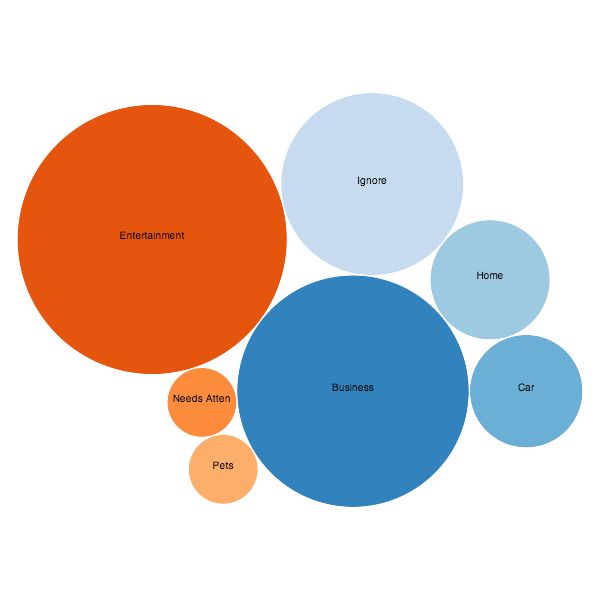 Ignore
Entertainment
Home
Business
Car
Needs Atten
Pets